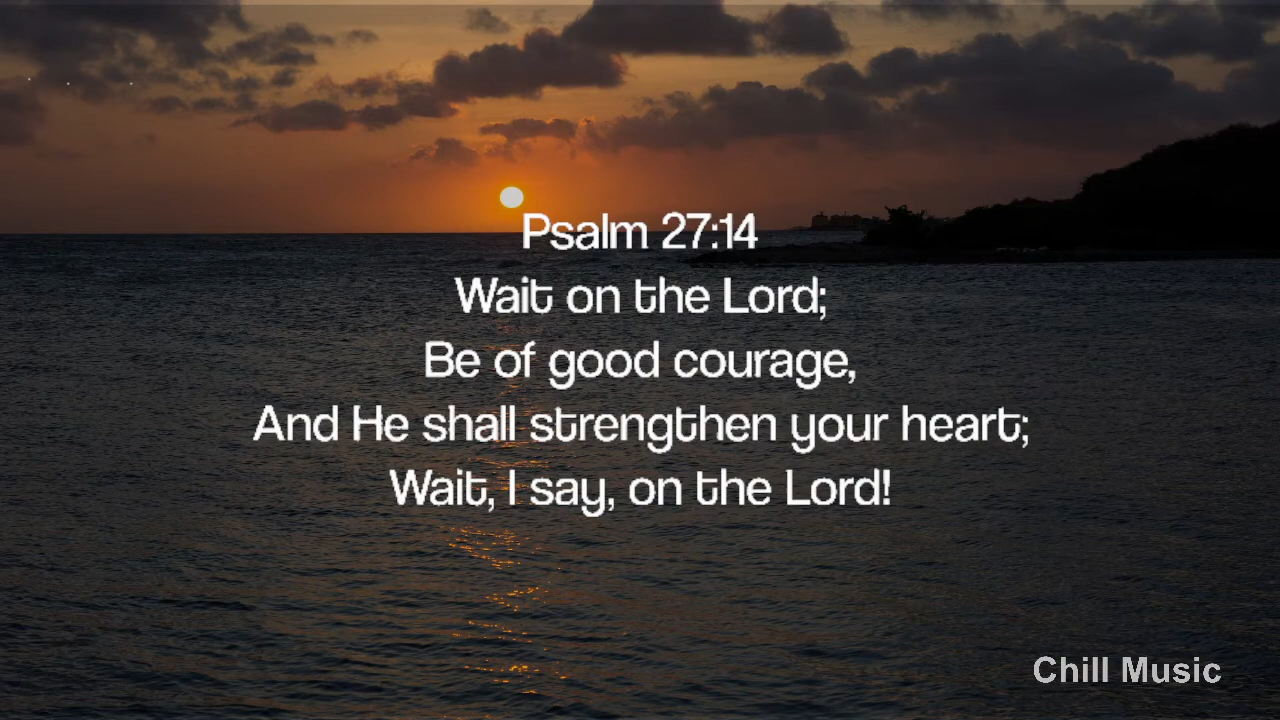 Psalm 27:14
Wait on the Lord;
Be of good courage,
And He shall strengthen your heart;
Wait, I say, on the Lord!
Chill Music